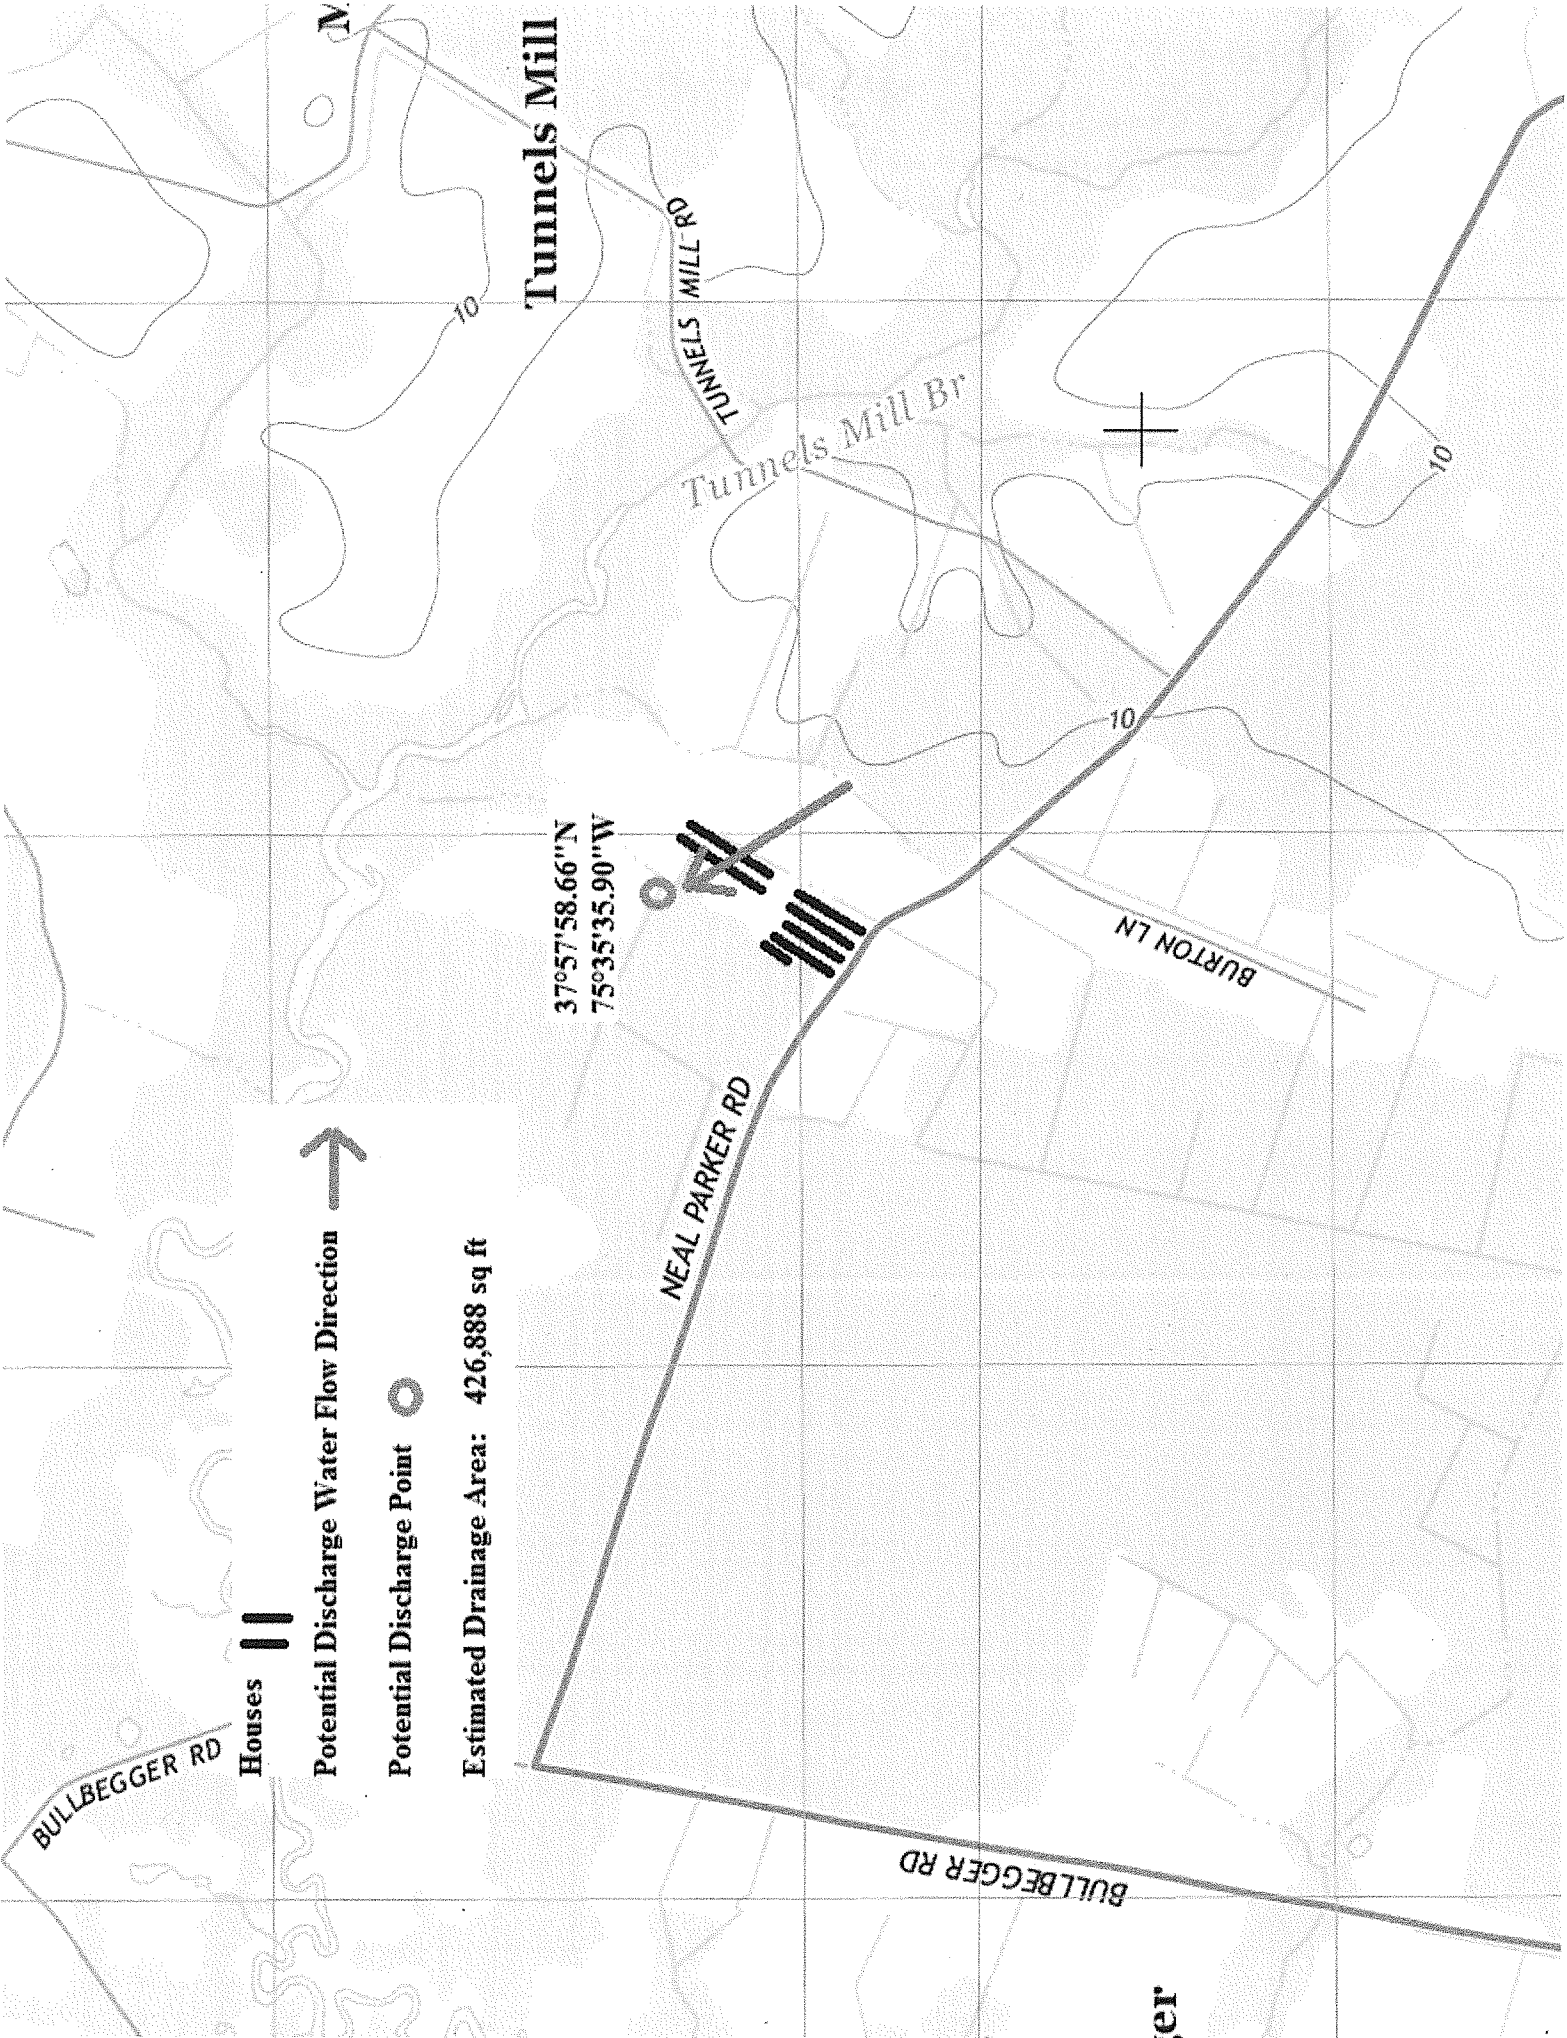 BULLBEGGER RD
Houses
Potential Discharge Water Flow Direction
Potential Discharge Point
Estimated Drainage Area: 426,888 sq ft
M
Tunnels Mill
10
TUNNELS MILL RD
Tunnels Mill Br
37°57'58.66"N
75°35'35.90"W
NEAL PARKER RD
10
10
BURTON LN
BULLBEGGER RD
ger